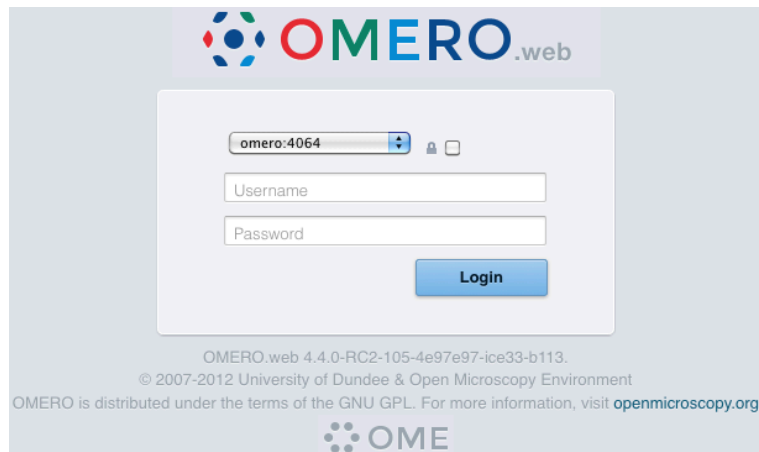 OMERO.web
omero:4064
Username
Password
Login
OMERO.web 4.4.0-RC2-105-4e97e97-ice33-b113.
© 2007-2012 University of Dundee & Open Microscopy Environment
OMERO is distributed under the terms of the GNU GPL. For more information, visit openmicroscopy.org
OME